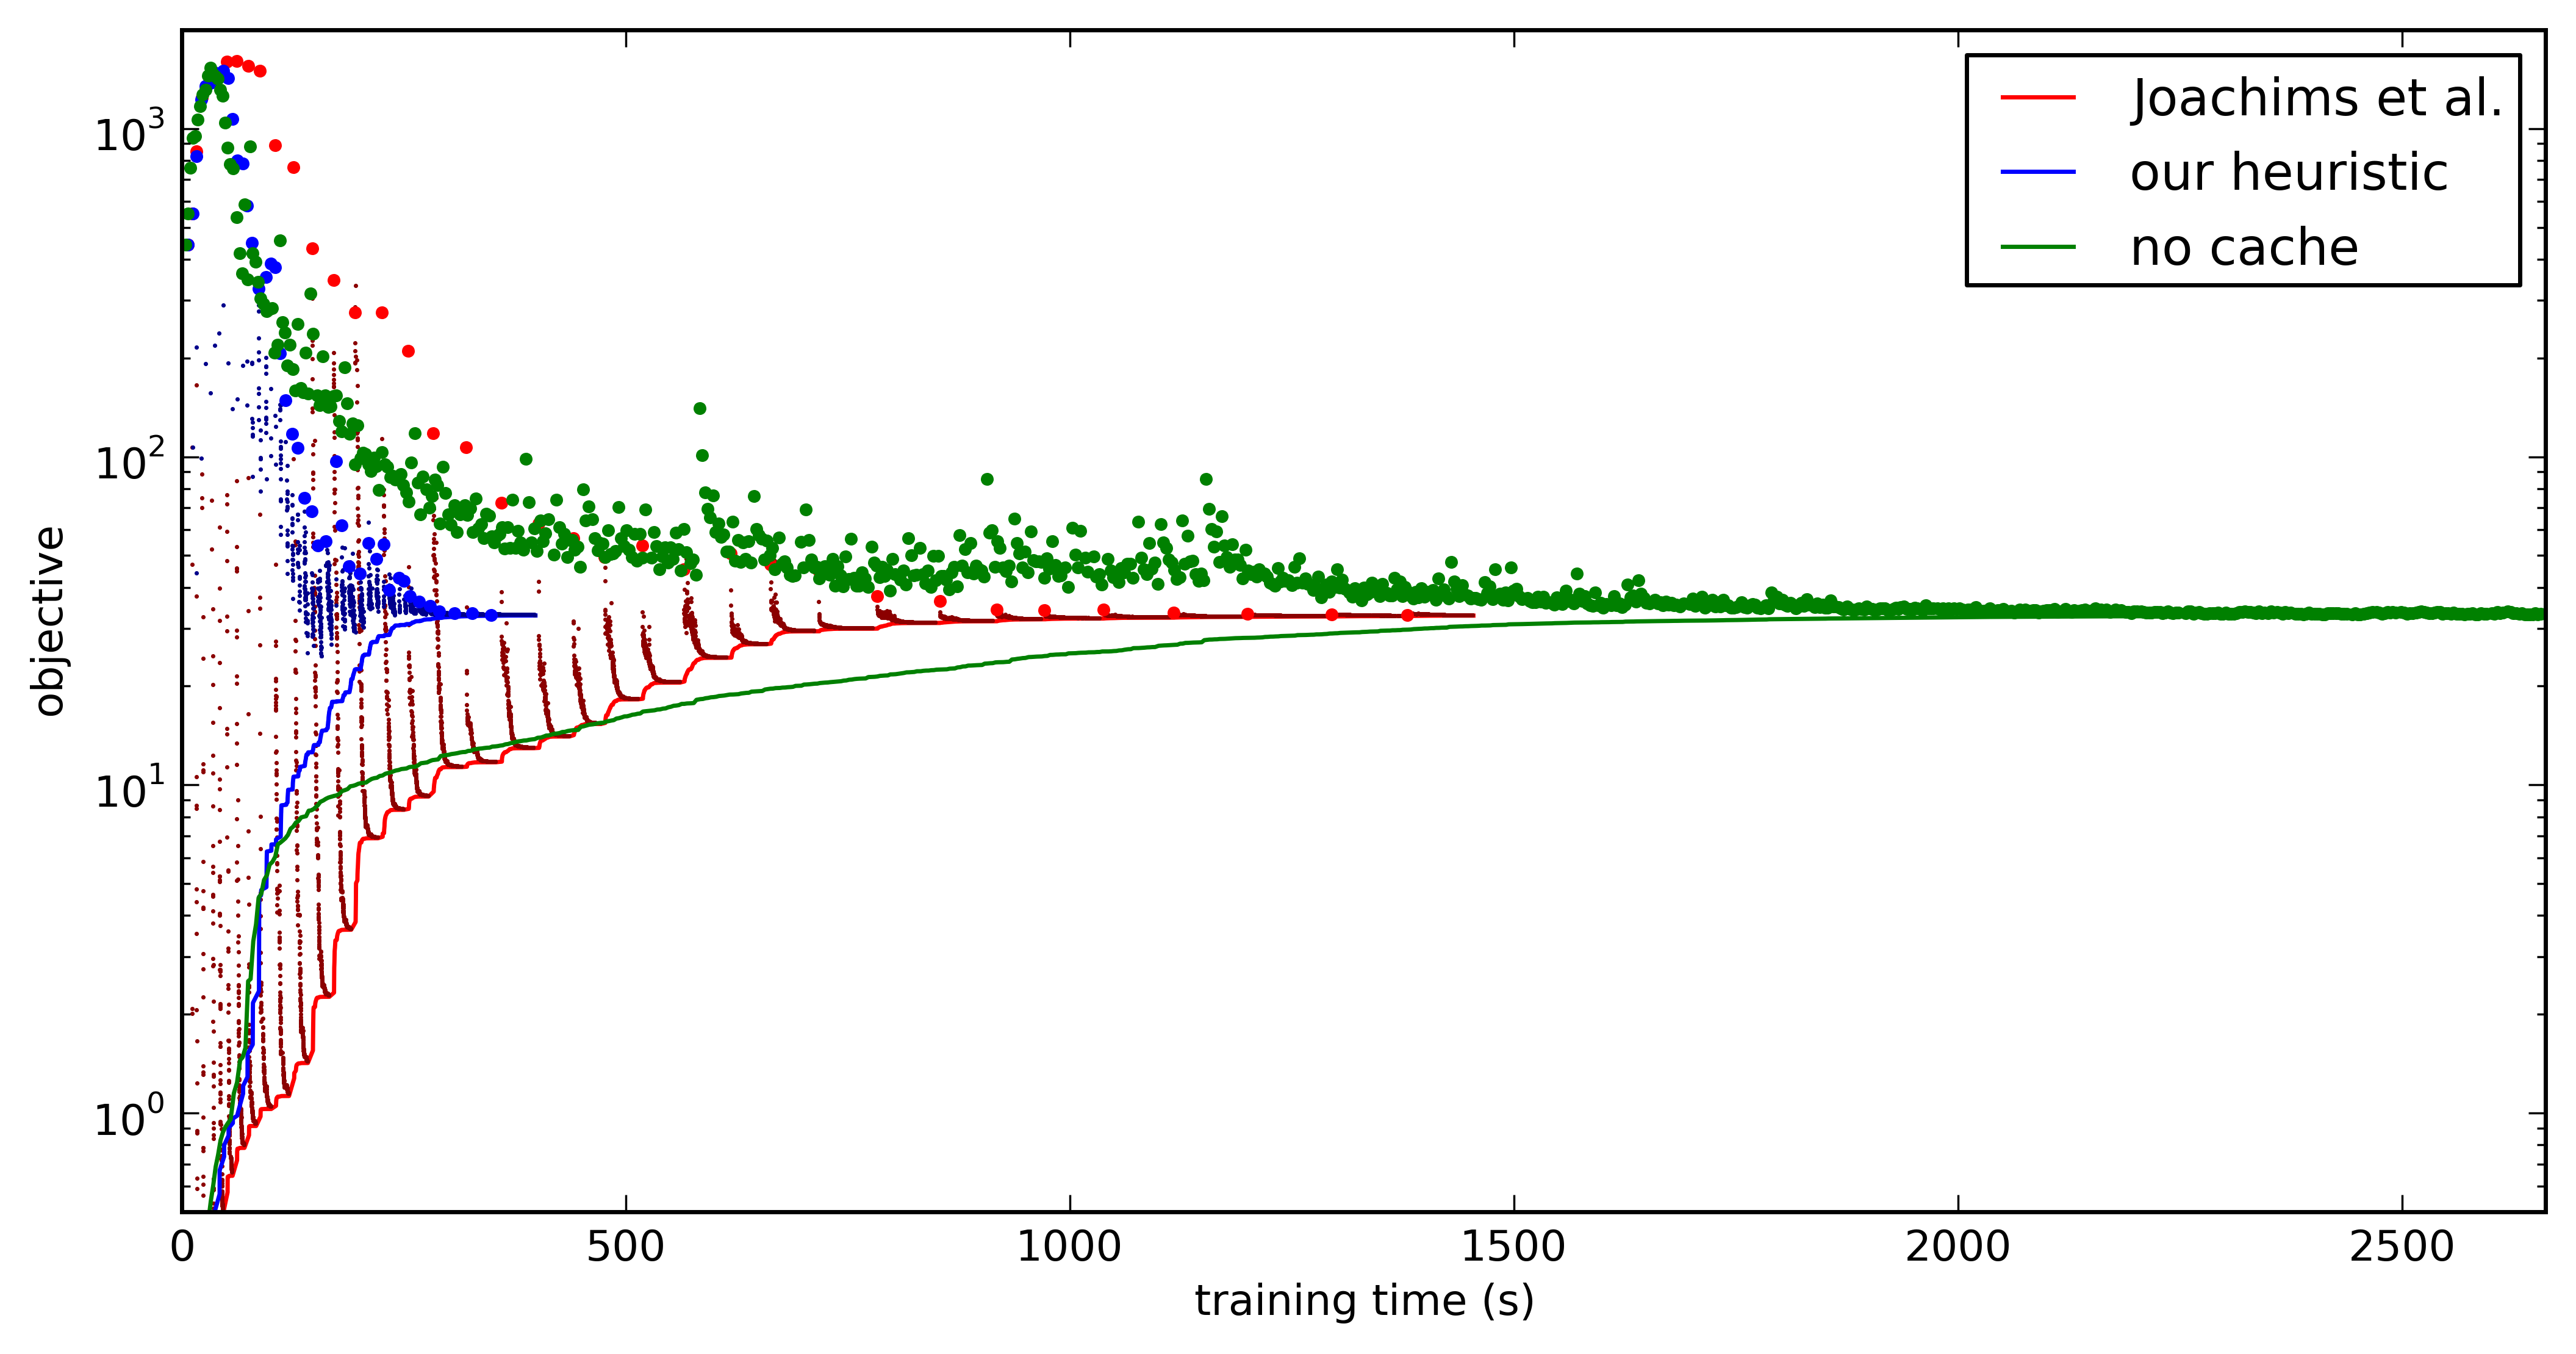 Joachims et al.
our heuristic
no cache
10³
10²
10¹
10⁰
objective
0 500 1000 1500 2000 2500
training time (s)